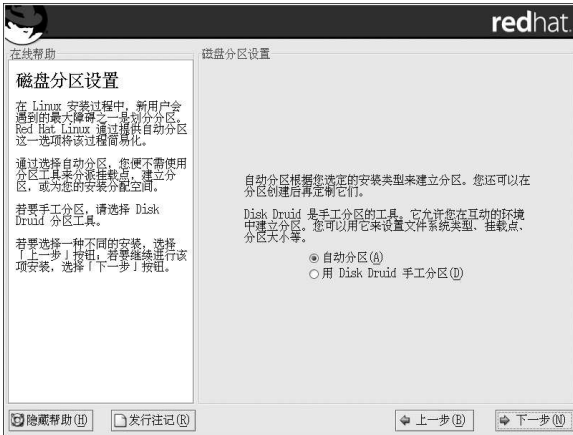 redhat.
在线帮助
磁盘分区设置
在 Linux 安装过程中，新用户会
遇到的最大障碍之一是划分分区。
Red Hat Linux 通过提供自动分区
这一选项将该过程简易化。
通过选择自动分区，您便不需使用
分区工具来分派挂载点，建立分
区，或为您的安装分配空间。
若要手工分区，请选择 Disk
Druid 分区工具。
若要选择一种不同的安装，选择
「上一步」按钮，若要继续进行该
项安装，选择「下一步」按钮。
磁盘分区设置
自动分区根据您选定的安装类型来建立分区。您还可以在
分区创建后再定制它们。
Disk Druid 是手工分区的工具。它允许您在互动的环境
中建立分区。您可以用它来设置文件系统类型、挂载点、
分区大小等。
自动分区(A)
用 Disk Druid 手工分区(D)
隐藏帮助(H)
发行注记(R)
上一步(B)
下一步(N)